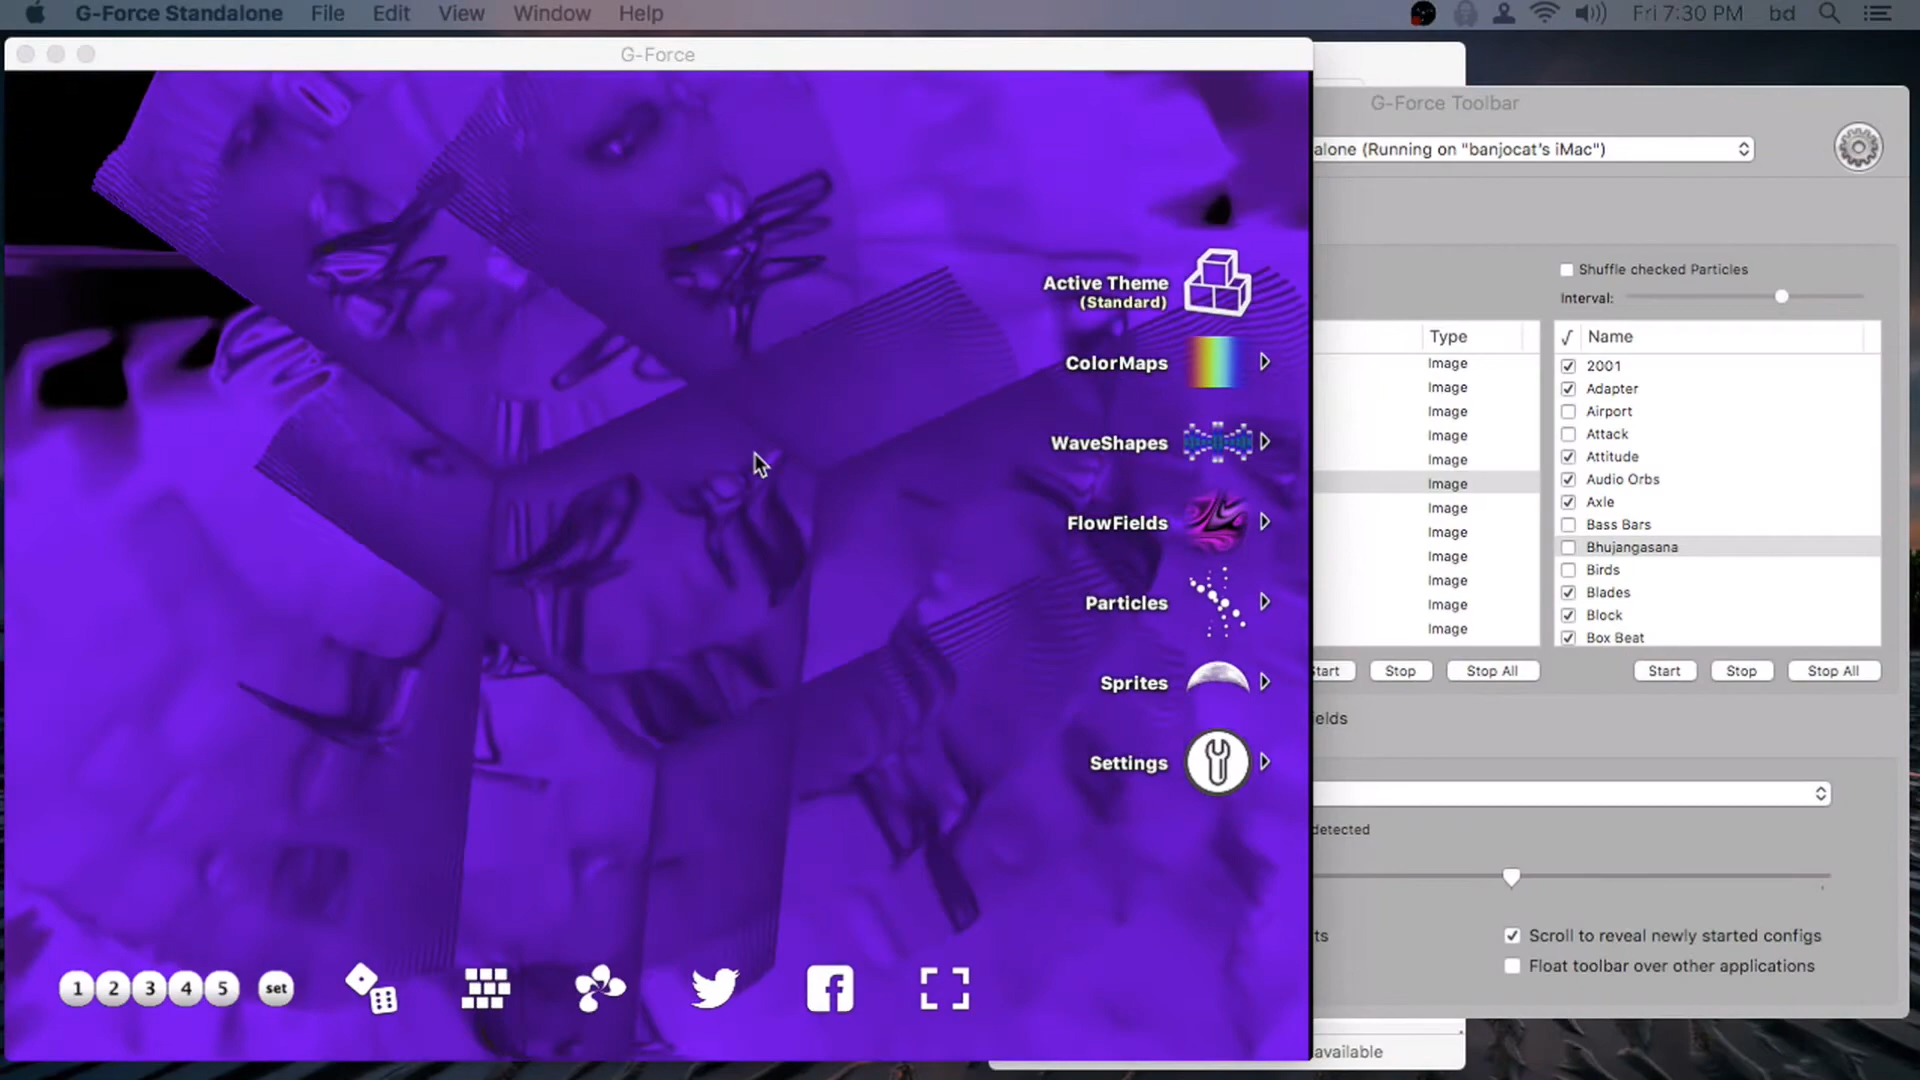 G-Force Standalone File Edit View Window Help Fri 7:30 PM bd
G-Force
G-Force Toolbar
alone (Running on "banjocat's iMac")
Active Theme
(Standard)
ColorMaps
WaveShapes
FlowFields
Particles
Sprites
Settings
1 2 3 4 5 set
Shuffle checked Particles
Interval:
Type
Image
Image
Image
Image
Image
Image
Image
Image
Image
Image
Image
Image
√ Name
2001
Adapter
Airport
Attack
Attitude
Audio Orbs
Axle
Bass Bars
Bhujangasana
Birds
Blades
Block
Box Beat
tart Stop Stop All Start Stop Stop All
ields
detected
ts
Scroll to reveal newly started configs
Float toolbar over other applications
available